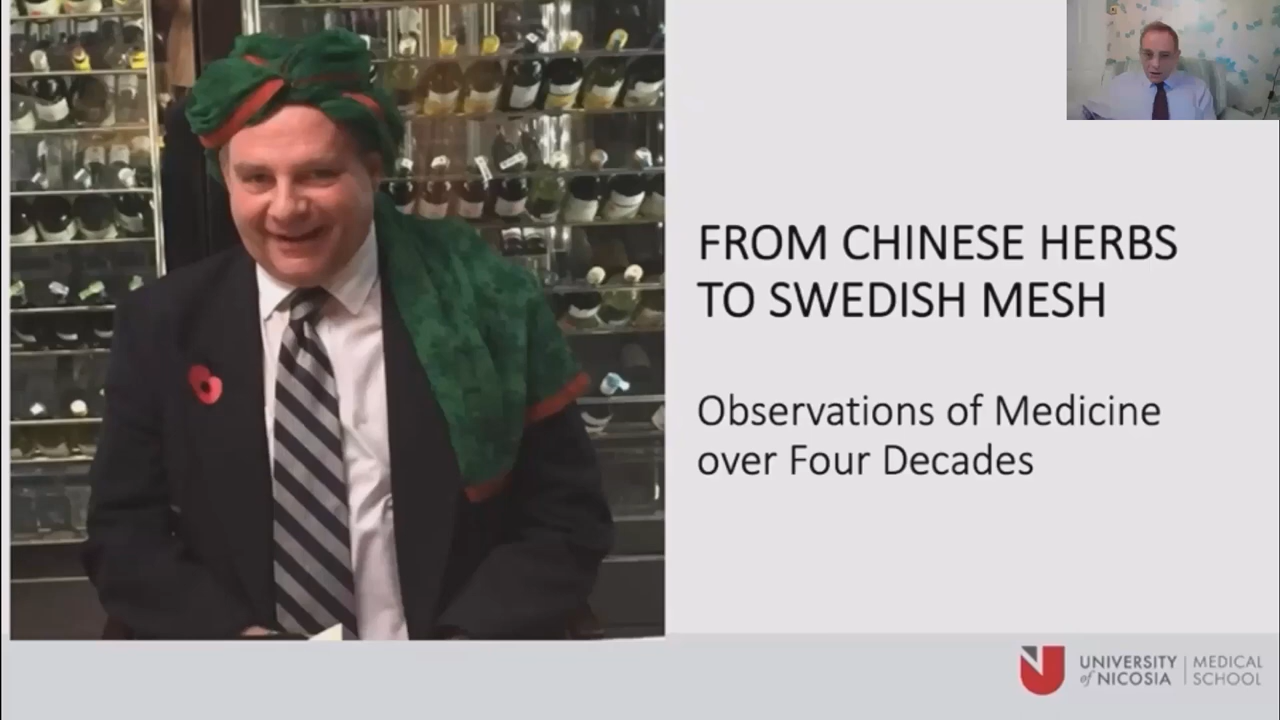 FROM CHINESE HERBS
TO SWEDISH MESH
Observations of Medicine
over Four Decades
UNIVERSITY of NICOSIA
MEDICAL SCHOOL